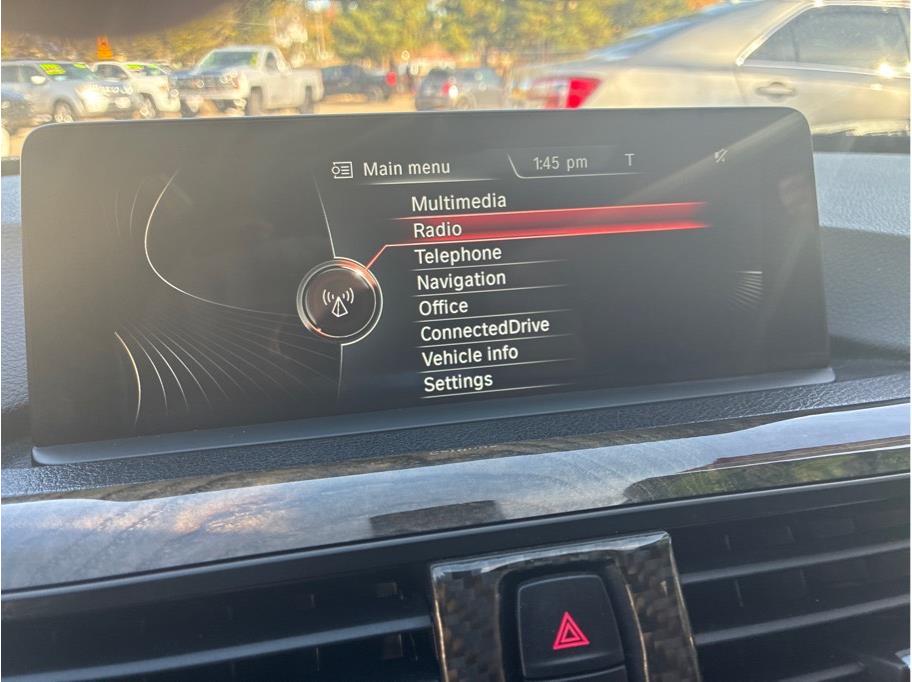 Main menu 1:45 pm T
Multimedia
Radio
Telephone
Navigation
Office
ConnectedDrive
Vehicle info
Settings